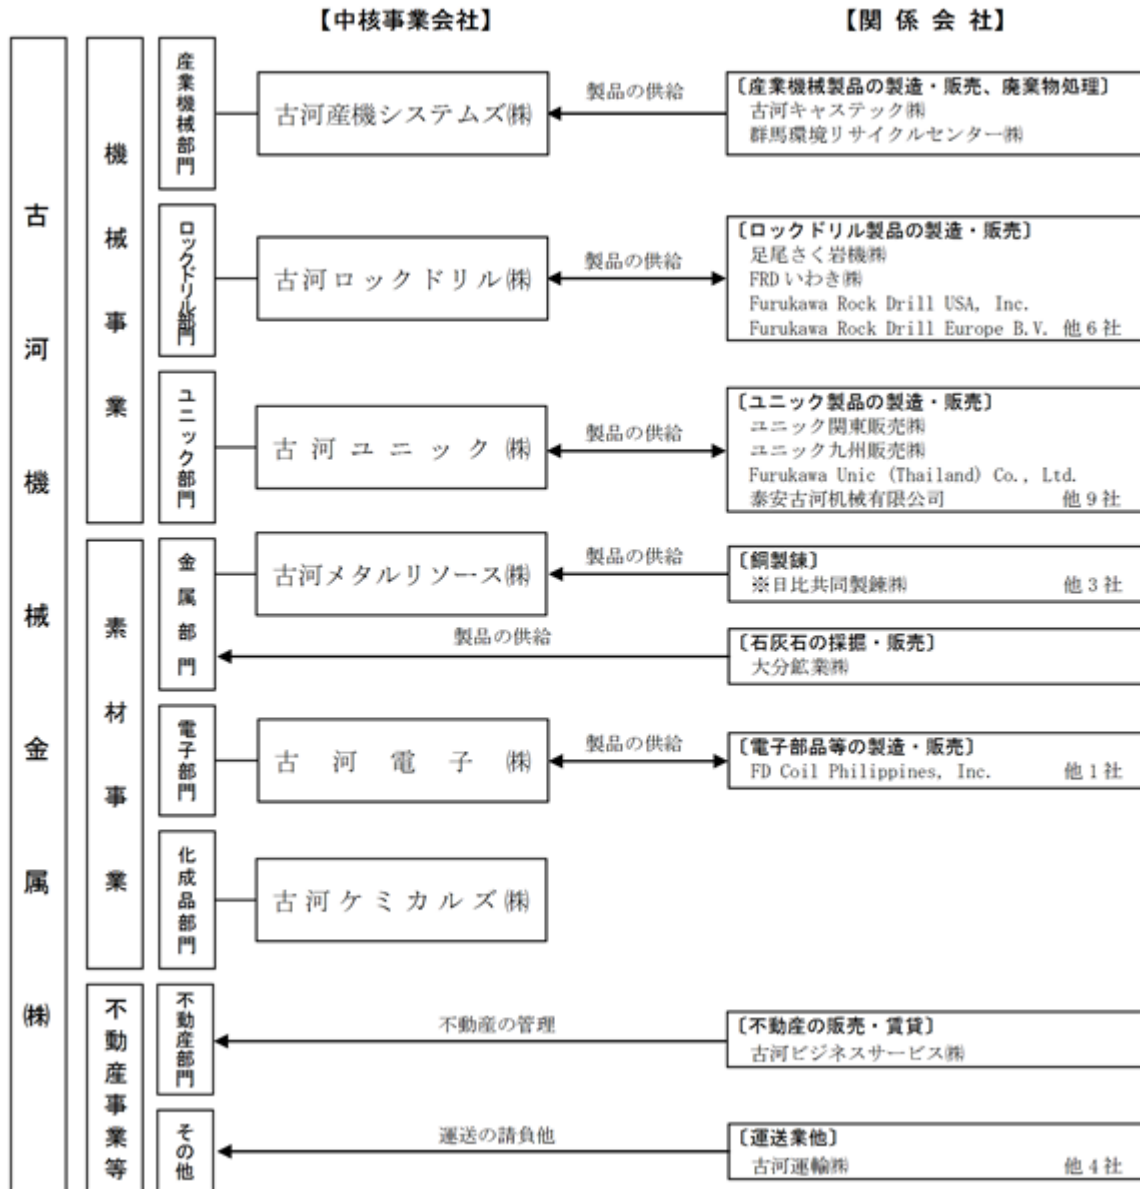 【中核事業会社】
【関 係 会 社】
古河機械金属㈱
機械事業
産業機械部門
古河産機システムズ㈱
製品の供給
〔産業機械製品の製造・販売、廃棄物処理〕
古河キャステック㈱
群馬環境リサイクルセンター㈱
ロックドリル部門
古河ロックドリル㈱
製品の供給
〔ロックドリル製品の製造・販売〕
足尾さく岩機㈱
FRDいわき㈱
Furukawa Rock Drill USA, Inc.
Furukawa Rock Drill Europe B.V. 他6社
ユニック部門
古河ユニック㈱
製品の供給
〔ユニック製品の製造・販売〕
ユニック関東販売㈱
ユニック九州販売㈱
Furukawa Unic (Thailand) Co., Ltd.
泰安古河机械有限公司 他9社
素材事業
金属部門
古河メタルリソース㈱
製品の供給
〔銅製錬〕
※日比共同製錬㈱ 他3社
製品の供給
〔石灰石の採掘・販売〕
大分鉱業㈱
電子部門
古河電子㈱
製品の供給
〔電子部品等の製造・販売〕
FD Coil Philippines, Inc. 他1社
化成品部門
古河ケミカルズ㈱
不動産事業等
不動産部門
不動産の管理
〔不動産の販売・賃貸〕
古河ビジネスサービス㈱
その他
運送の請負他
〔運送業他〕
古河運輸㈱ 他4社